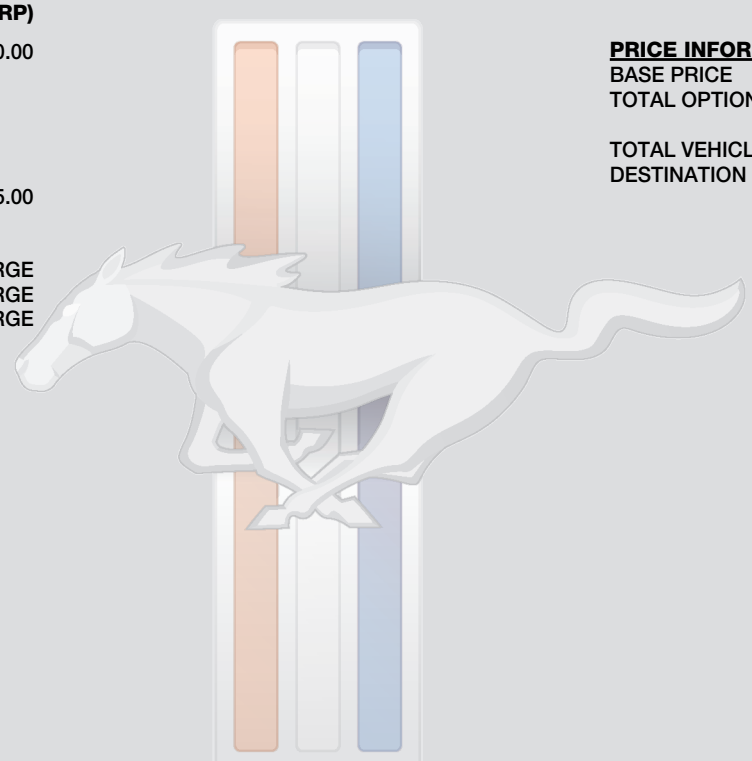 RP)
0.00
5.00
RGE
RGE
RGE
PRICE INFOR
BASE PRICE
TOTAL OPTION
TOTAL VEHICL
DESTINATION